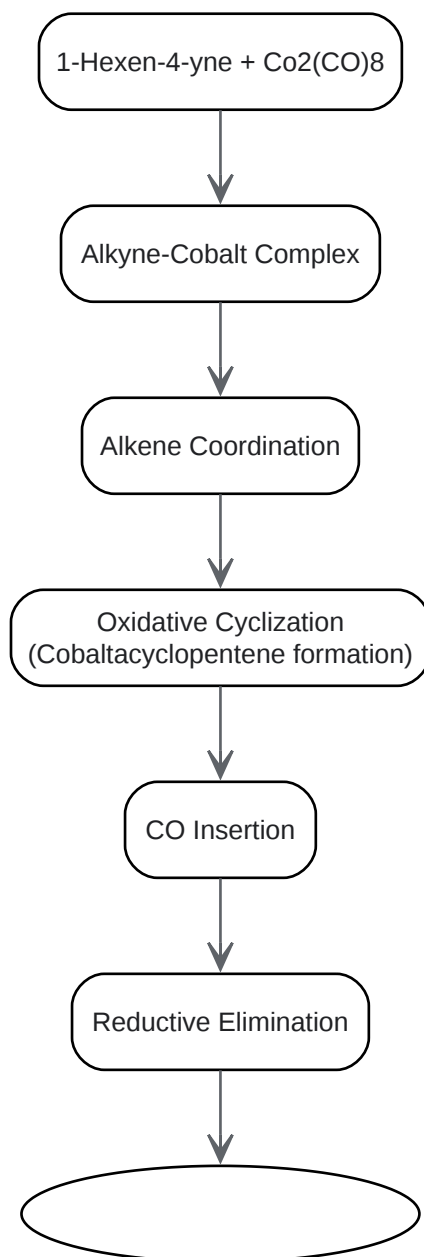 1-Hexen-4-yne + Co2(CO)8
Alkyne-Cobalt Complex
Alkene Coordination
Oxidative Cyclization
(Cobaltacyclopentene formation)
CO Insertion
Reductive Elimination